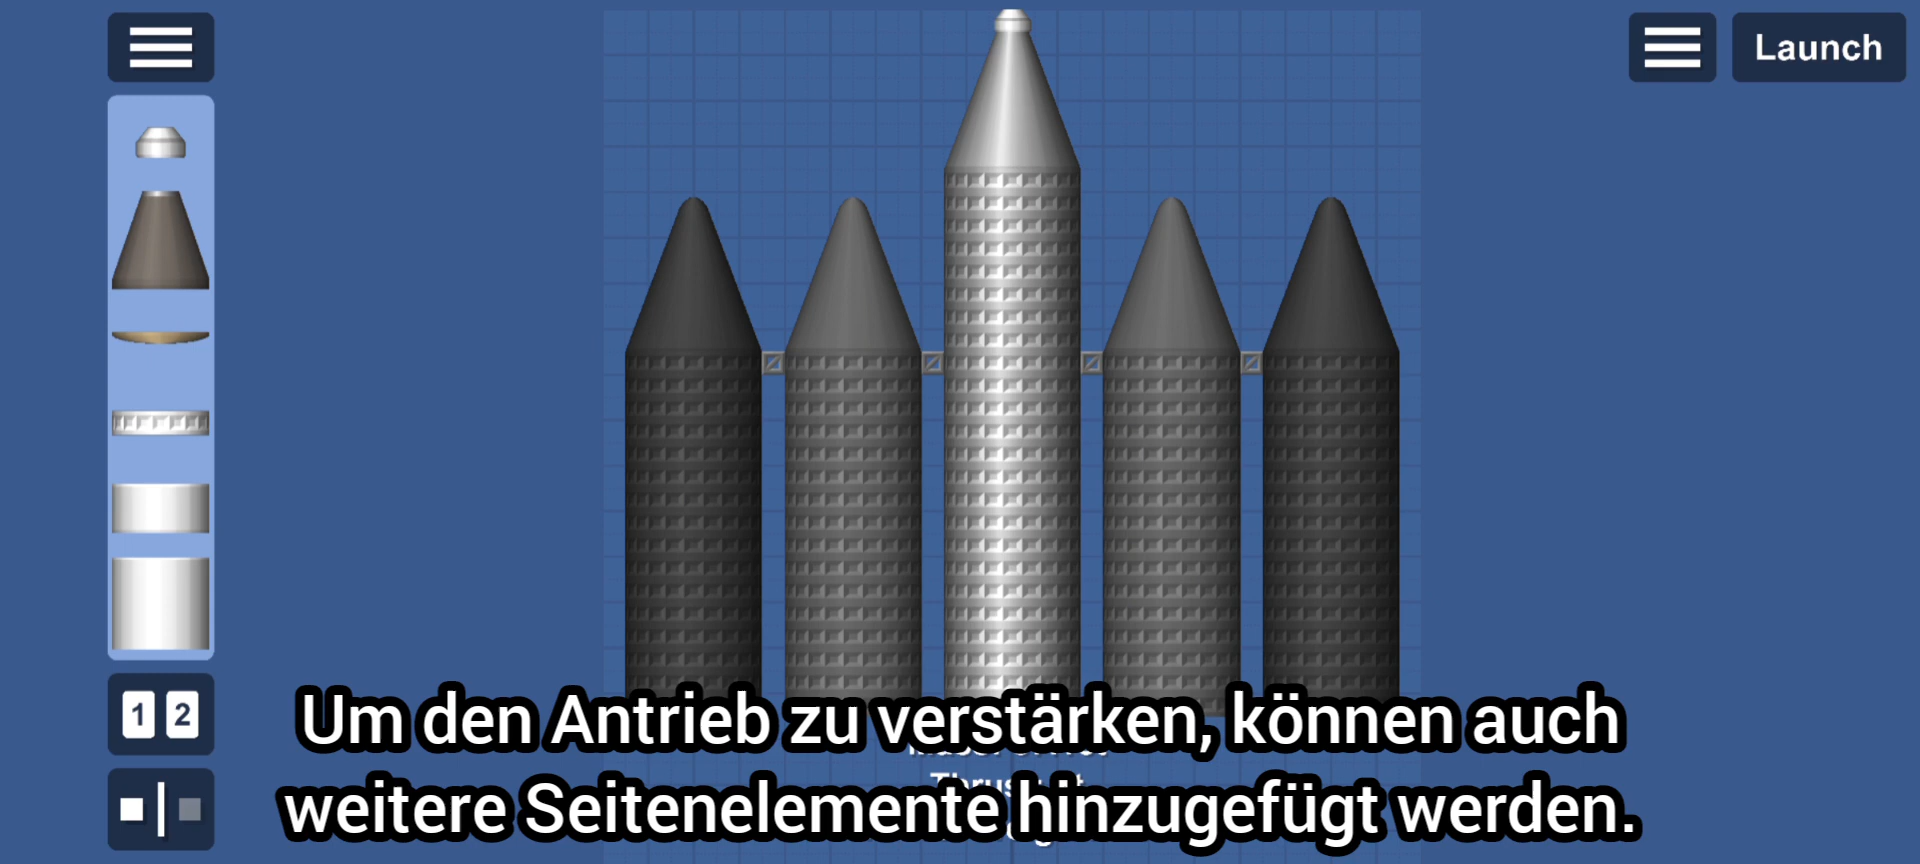 Launch
1 2
Um den Antrieb zu verstärken, können auch
weitere Seitenelemente hinzugefügt werden.